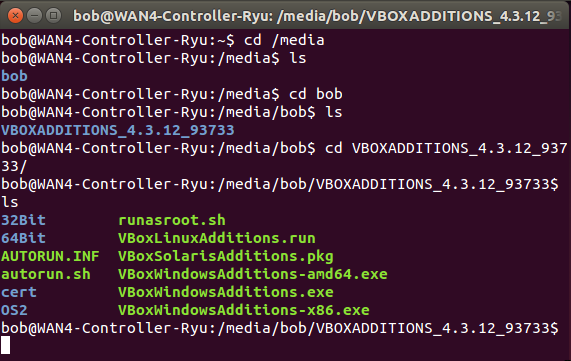 bob@WAN4-Controller-Ryu: /media/bob/VBOXADDITIONS_4.3.12_93
bob@WAN4-Controller-Ryu:~$ cd /media
bob@WAN4-Controller-Ryu:/media$ ls
bob
bob@WAN4-Controller-Ryu:/media$ cd bob
bob@WAN4-Controller-Ryu:/media/bob$ ls
VBOXADDITIONS_4.3.12_93733
bob@WAN4-Controller-Ryu:/media/bob$ cd VBOXADDITIONS_4.3.12_937
33/
bob@WAN4-Controller-Ryu:/media/bob/VBOXADDITIONS_4.3.12_93733$
ls
32Bit runasroot.sh
64Bit VBoxLinuxAdditions.run
AUTORUN.INF VBoxSolarisAdditions.pkg
autorun.sh VBoxWindowsAdditions-amd64.exe
cert VBoxWindowsAdditions.exe
OS2 VBoxWindowsAdditions-x86.exe
bob@WAN4-Controller-Ryu:/media/bob/VBOXADDITIONS_4.3.12_93733$